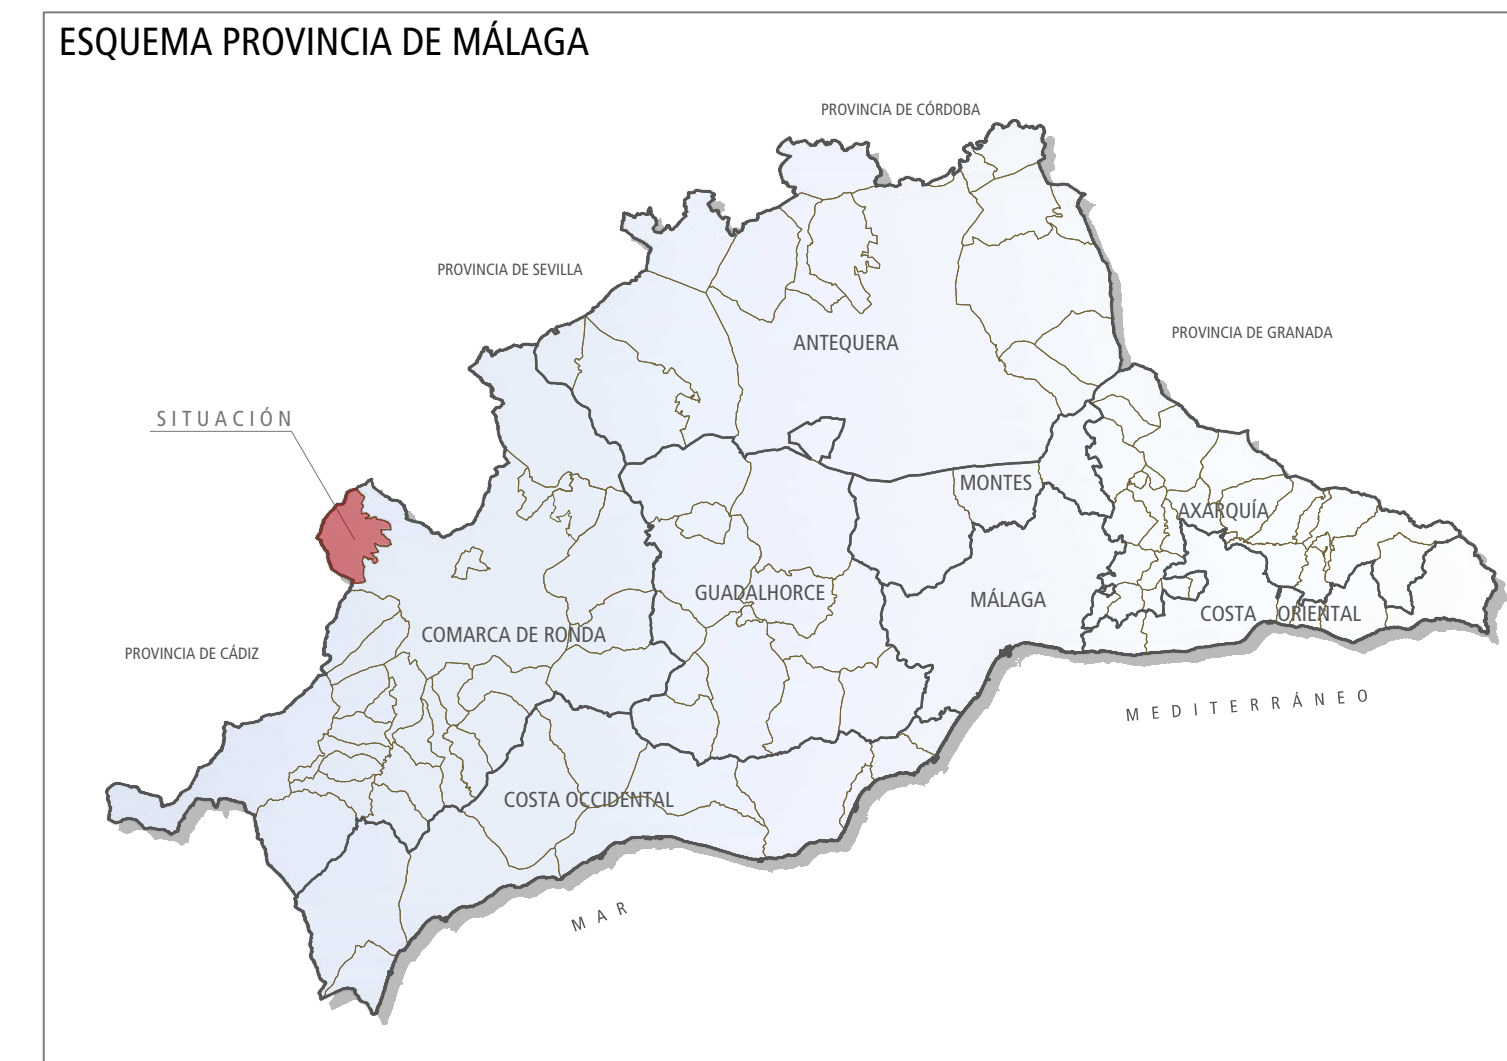 ESQUEMA PROVINCIA DE MÁLAGA
PROVINCIA DE CÓRDOBA
PROVINCIA DE SEVILLA
PROVINCIA DE GRANADA
ANTEQUERA
SITUACIÓN
MONTES
AXARQUÍA
GUADALHORCE
MÁLAGA
COSTA ORIENTAL
COMARCA DE RONDA
PROVINCIA DE CÁDIZ
MEDITERRÁNEO
COSTA OCCIDENTAL
MAR